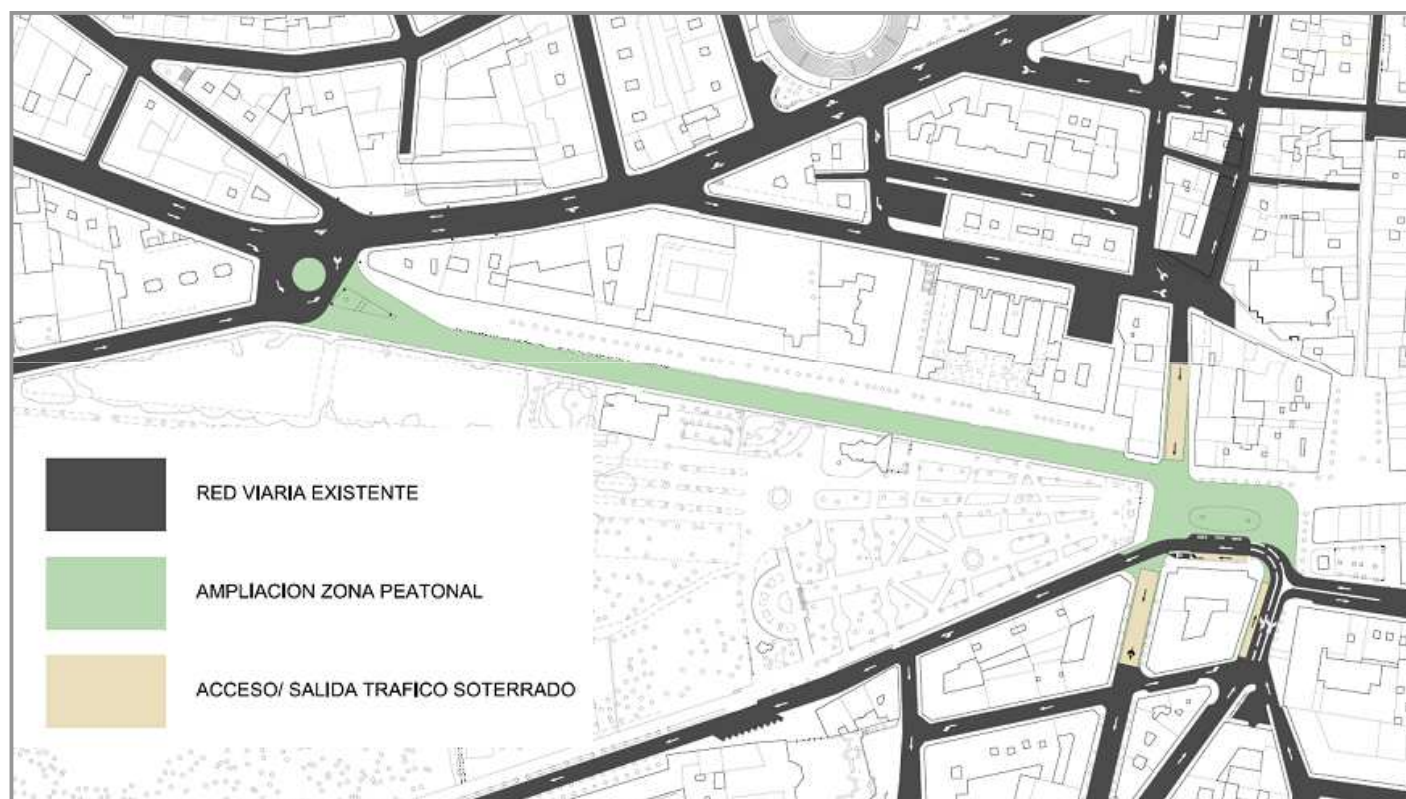 RED VIARIA EXISTENTE
AMPLIACION ZONA PEATONAL
ACCESO/ SALIDA TRAFICO SOTERRADO